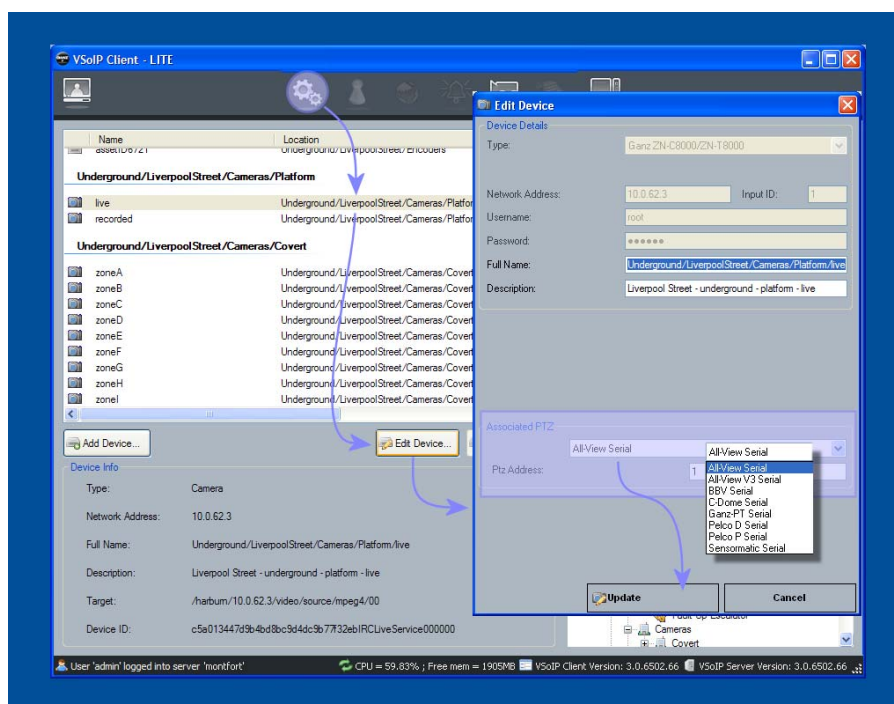 VSoIP Client - LITE
Name Location
assetID6721 Underground/LiverpoolStreet/Encoders
Underground/LiverpoolStreet/Cameras/Platform
live Underground/LiverpoolStreet/Cameras/Platfor
recorded Underground/LiverpoolStreet/Cameras/Platfor
Underground/LiverpoolStreet/Cameras/Covert
zoneA Underground/LiverpoolStreet/Cameras/Covert
zoneB Underground/LiverpoolStreet/Cameras/Covert
zoneC Underground/LiverpoolStreet/Cameras/Covert
zoneD Underground/LiverpoolStreet/Cameras/Covert
zoneE Underground/LiverpoolStreet/Cameras/Covert
zoneF Underground/LiverpoolStreet/Cameras/Covert
zoneG Underground/LiverpoolStreet/Cameras/Covert
zoneH Underground/LiverpoolStreet/Cameras/Covert
zoneI Underground/LiverpoolStreet/Cameras/Covert
Add Device... Edit Device...
Device Info
Type: Camera
Network Address: 10.0.62.3
Full Name: Underground/LiverpoolStreet/Cameras/Platform/live
Description: Liverpool Street - underground - platform - live
Target: /harburn/10.0.62.3/video/source/mpeg4/00
Device ID: c5a013447d9b4bd8bc9d4dc9b77f32ebIRCLiveService000000
Edit Device
Device Details
Type: Ganz ZN-C8000/ZN-T8000
Network Address: 10.0.62.3 Input ID: 1
Username: root
Password: ●●●●●●
Full Name: Underground/LiverpoolStreet/Cameras/Platform/live
Description: Liverpool Street - underground - platform - live
Associated PTZ
All-View Serial All-View Serial
Ptz Address: 1
All-View Serial
All-View V3 Serial
BBV Serial
C-Dome Serial
Ganz-PT Serial
Pelco D Serial
Pelco P Serial
Sensormatic Serial
Update Cancel
Cameras
Covert
User 'admin' logged into server 'montfort' CPU = 59.83% ; Free mem = 1905MB VSoIP Client Version: 3.0.6502.66 VSoIP Server Version: 3.0.6502.66